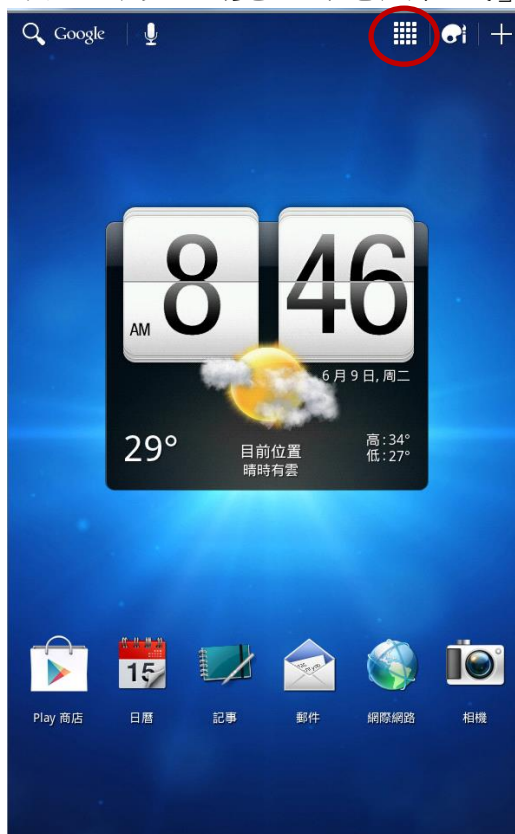 Google
8 46
AM
6 月 9 日, 周二
29°
目前位置
晴時有雲
高:34°
低:27°
15
Play 商店 日曆 記事 郵件 網際網路 相機